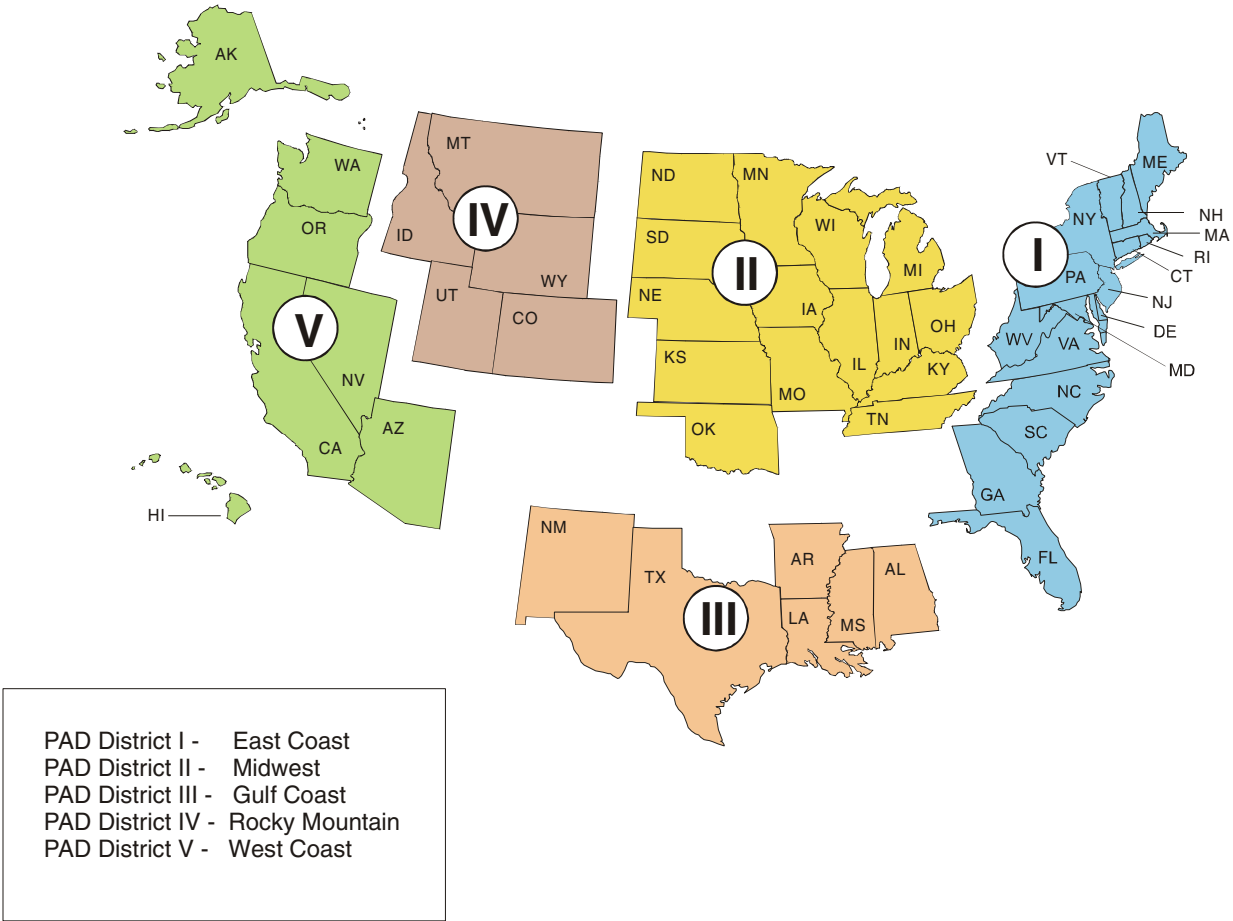 AK
WA
OR
CA
NV
AZ
HI
V
MT
ID
WY
UT
CO
IV
ND
MN
SD
WI
MI
NE
IA
IL
IN
OH
KS
MO
KY
OK
TN
II
VT
ME
NY
NH
MA
RI
CT
PA
NJ
DE
MD
WV
VA
NC
SC
GA
FL
I
NM
TX
AR
LA
MS
AL
III
PAD District I - East Coast
PAD District II - Midwest
PAD District III - Gulf Coast
PAD District IV - Rocky Mountain
PAD District V - West Coast